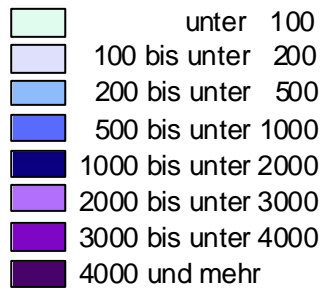 unter 100
100 bis unter 200
200 bis unter 500
500 bis unter 1000
1000 bis unter 2000
2000 bis unter 3000
3000 bis unter 4000
4000 und mehr